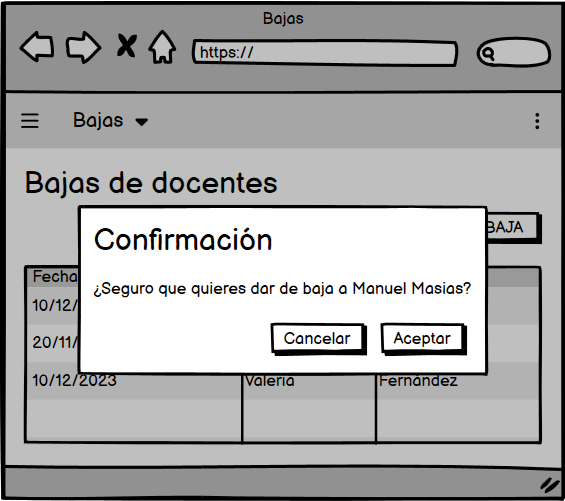 Bajas
https://
Bajas
Bajas de docentes
BAJA
Confirmación
¿Seguro que quieres dar de baja a Manuel Masias?
Cancelar Aceptar
Fecha
10/12/
20/11/
10/12/2023 Valeria Fernández